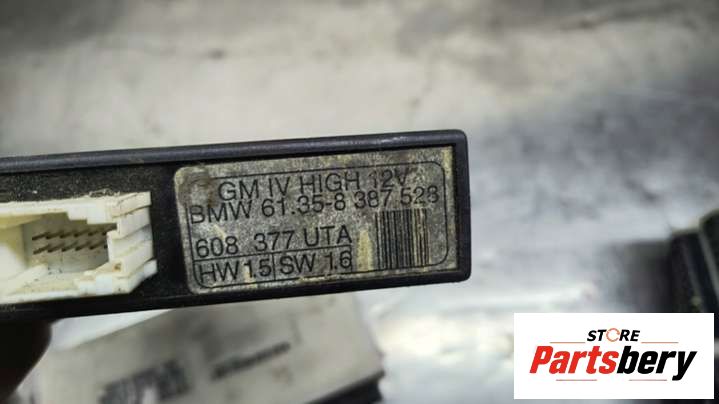 GM IV HIGH 12V
BMW 61.35-8 387 528
608 377 UTA
HW 1.5 SW 1.6
STORE
Partsbery